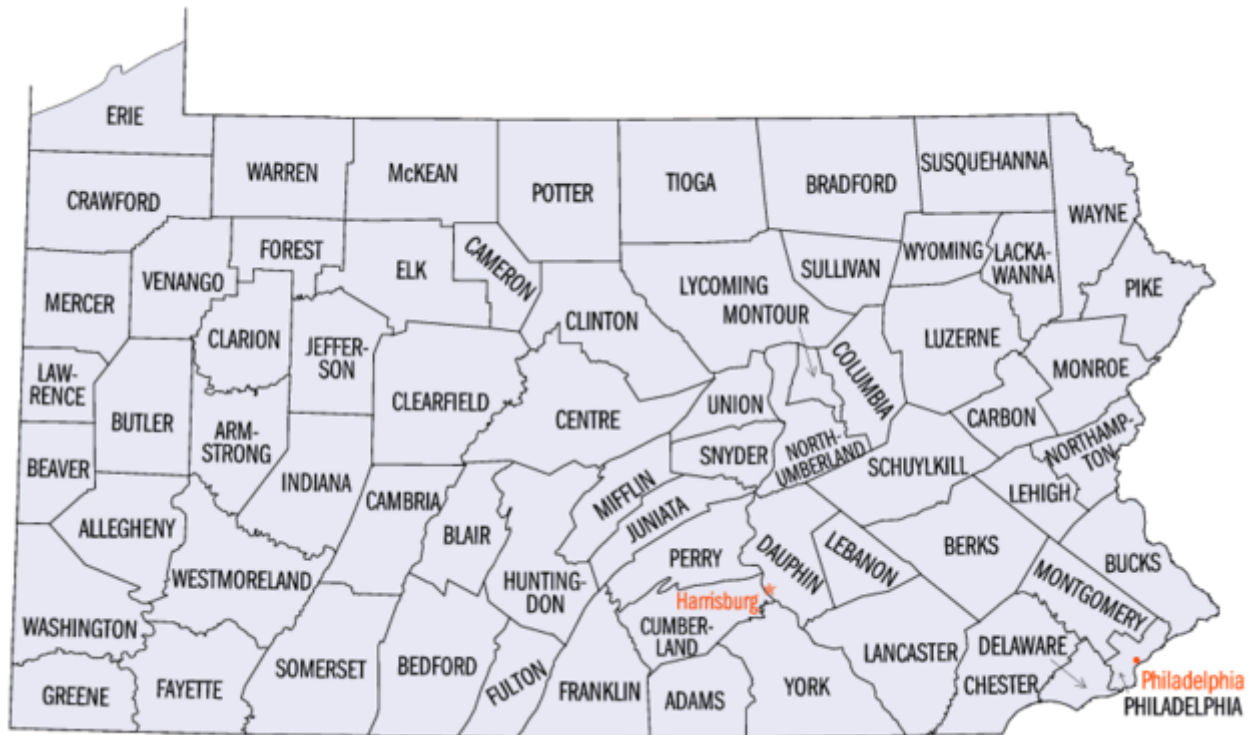 ERIE
WARREN
McKEAN
POTTER
TIOGA
BRADFORD
SUSQUEHANNA
WAYNE
CRAWFORD
FOREST
VENANGO
ELK
CAMERON
WYOMING
LACKA-
WANNA
SULLIVAN
LYCOMING
MONTOUR
PIKE
MERCER
CLARION
JEFFER-
SON
CLINTON
COLUMBIA
LUZERNE
MONROE
LAW-
RENCE
BUTLER
ARM-
STRONG
CLEARFIELD
CENTRE
UNION
CARBON
NORTHAMP-
TON
BEAVER
INDIANA
SNYDER
NORTH-
UMBERLAND
SCHUYLKILL
LEHIGH
ALLEGHENY
CAMBRIA
BLAIR
MIFFLIN
JUNIATA
PERRY
DAUPHIN
LEBANON
BERKS
BUCKS
WESTMORELAND
HUNTING-
DON
Harrisburg
MONTGOMERY
WASHINGTON
CUMBER-
LAND
GREENE
FAYETTE
SOMERSET
BEDFORD
FULTON
FRANKLIN
ADAMS
YORK
LANCASTER
DELAWARE
CHESTER
Philadelphia
PHILADELPHIA